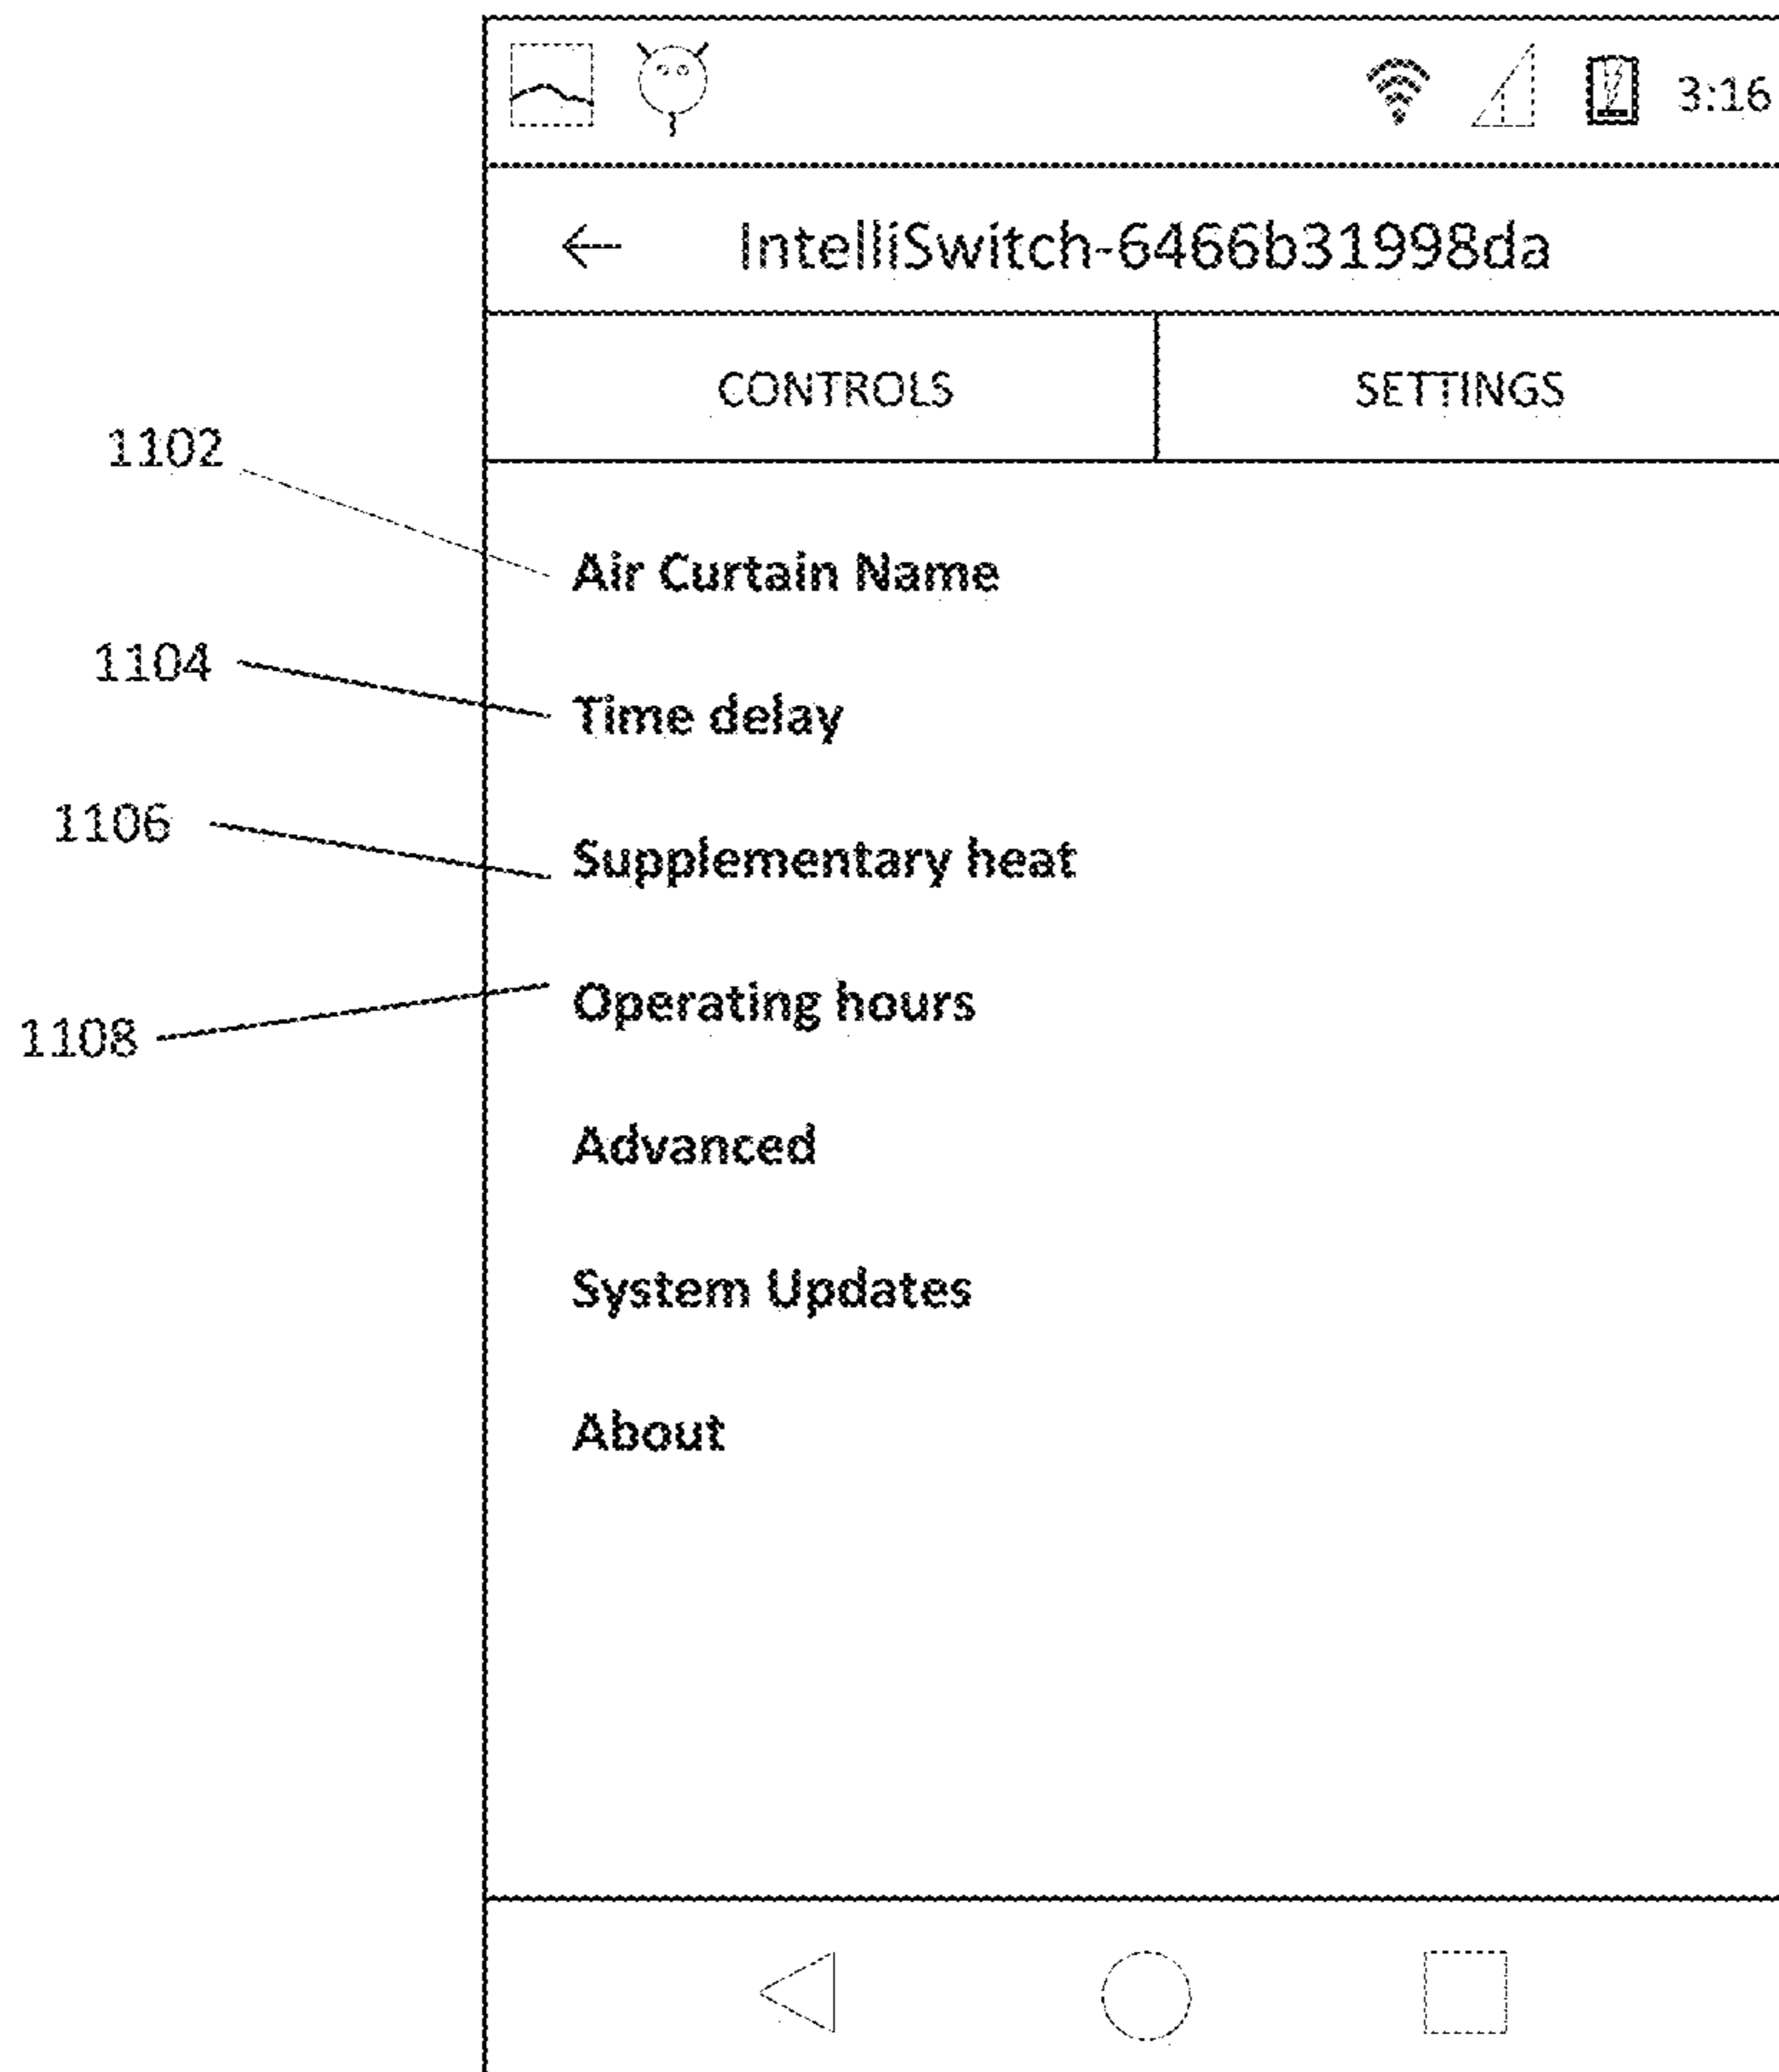 3:16
IntelliSwitch-6466b31998da
CONTROLS SETTINGS
1102
Air Curtain Name
1104
Time delay
1106
Supplementary heat
Operating hours
1108
Advanced
System Updates
About